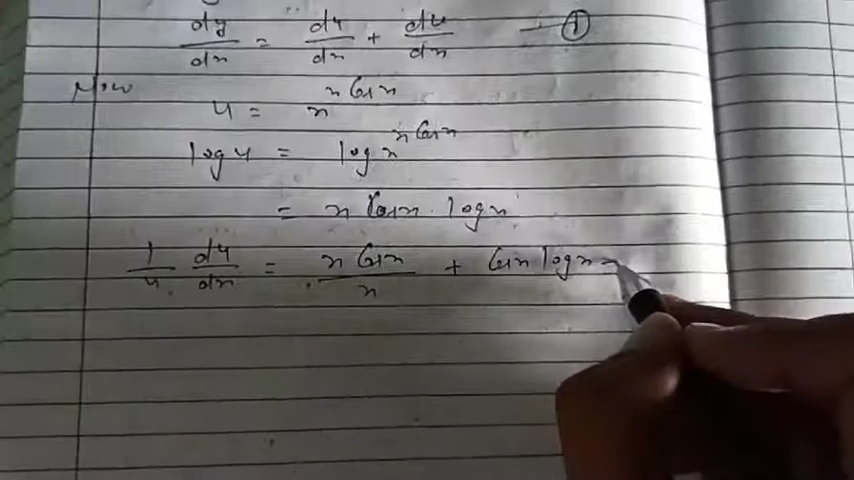 dy/dx = du/dx + dv/dx — ①
Now
u = x^(x cos x)
log u = log x^(x cos x)
= x cos x · log x
1/u du/dx = x cos x / x + cos x log x -